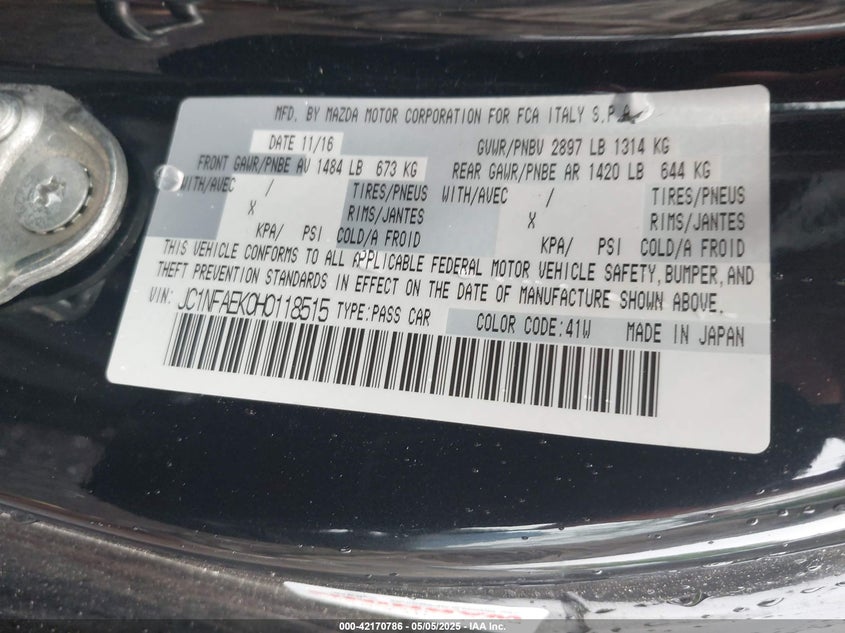 MFD. BY MAZDA MOTOR CORPORATION FOR FCA ITALY S.P.A
DATE 11/16 GVWR/PNBV 2897 LB 1314 KG
FRONT GAWR/PNBE AV 1484 LB 673 KG REAR GAWR/PNBE AR 1420 LB 644 KG
WITH/AVEC / TIRES/PNEUS WITH/AVEC / TIRES/PNEUS
X RIMS/JANTES X RIMS/JANTES
KPA/ PSI COLD/A FROID KPA/ PSI COLD/A FROID
THIS VEHICLE CONFORMS TO ALL APPLICABLE FEDERAL MOTOR VEHICLE SAFETY, BUMPER, AND
THEFT PREVENTION STANDARDS IN EFFECT ON THE DATE OF MANUFACTURE SHOWN ABOVE.
VIN: JC1NFAEK0H0118515 TYPE:PASS CAR COLOR CODE:41W MADE IN JAPAN
000-42170786 - 05/05/2025 - IAA Inc.